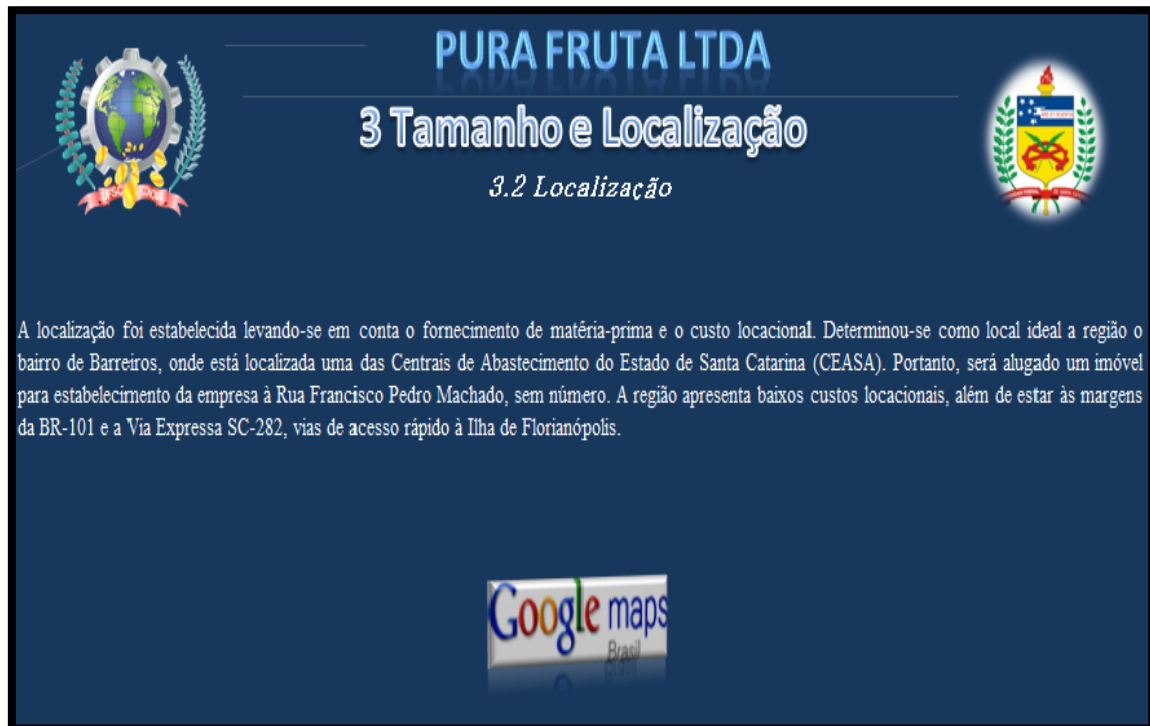 PURA FRUTA LTDA
3 Tamanho e Localização
3.2 Localização
A localização foi estabelecida levando-se em conta o fornecimento de matéria-prima e o custo locacional. Determinou-se como local ideal a região o
bairro de Barreiros, onde está localizada uma das Centrais de Abastecimento do Estado de Santa Catarina (CEASA). Portanto, será alugado um imóvel
para estabelecimento da empresa à Rua Francisco Pedro Machado, sem número. A região apresenta baixos custos locacionais, além de estar às margens
da BR-101 e a Via Expressa SC-282, vias de acesso rápido à Ilha de Florianópolis.
Google maps
Brasil